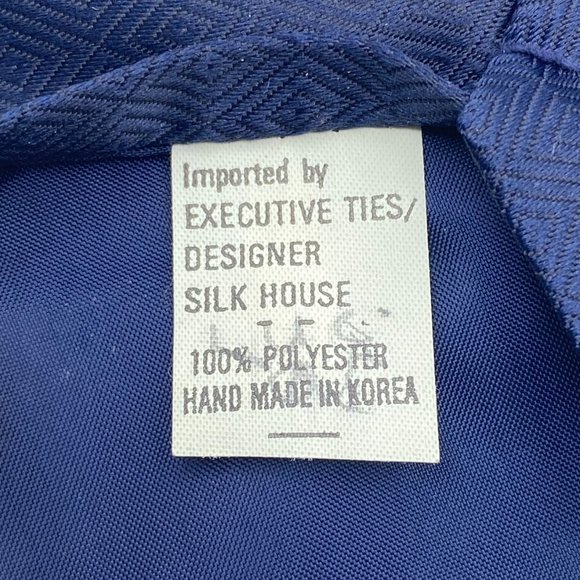 Imported by
EXECUTIVE TIES/
DESIGNER
SILK HOUSE
100% POLYESTER
HAND MADE IN KOREA